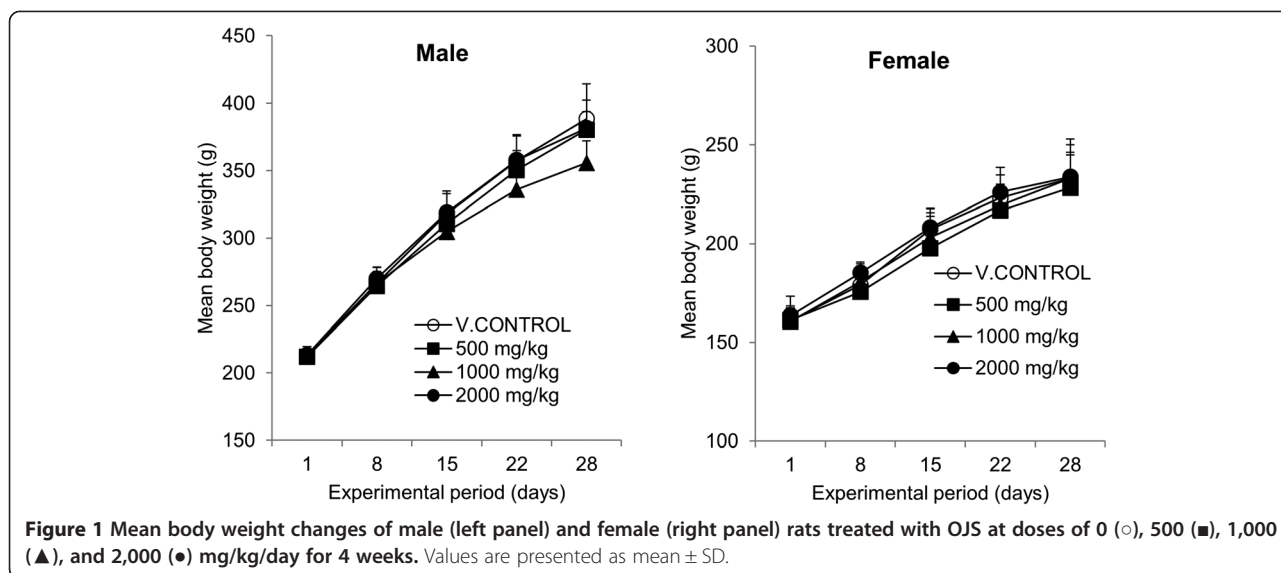 Male
Mean body weight (g)
450
400
350
300
250
200
150
1 8 15 22 28
Experimental period (days)
V.CONTROL
500 mg/kg
1000 mg/kg
2000 mg/kg
Female
Mean body weight (g)
300
250
200
150
100
1 8 15 22 28
Experimental period (days)
V.CONTROL
500 mg/kg
1000 mg/kg
2000 mg/kg
Figure 1 Mean body weight changes of male (left panel) and female (right panel) rats treated with OJS at doses of 0 (○), 500 (■), 1,000
(▲), and 2,000 (●) mg/kg/day for 4 weeks. Values are presented as mean ± SD.